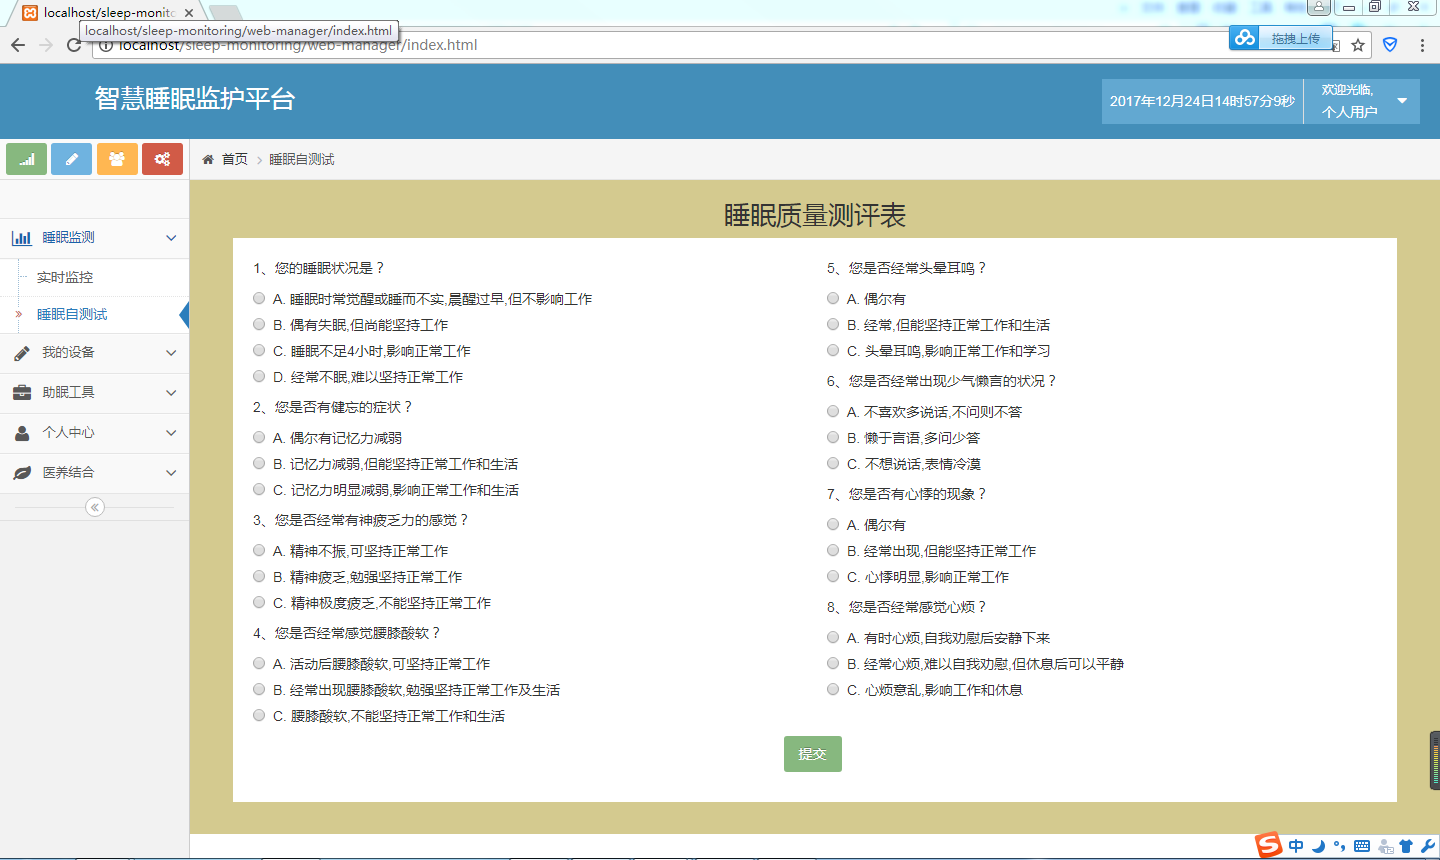 localhost/sleep-monito
localhost/sleep-monitoring/web-manager/index.html
localhost/sleep-monitoring/web-manager/index.html
拖拽上传
智慧睡眠监护平台
2017年12月24日14时57分9秒
欢迎光临,
个人用户
首页
睡眠自测试
睡眠监测
实时监控
睡眠自测试
我的设备
助眠工具
个人中心
医养结合
睡眠质量测评表
1、您的睡眠状况是？
A. 睡眠时常觉醒或睡而不实,晨醒过早,但不影响工作
B. 偶有失眠,但尚能坚持工作
C. 睡眠不足4小时,影响正常工作
D. 经常不眠,难以坚持正常工作
2、您是否有健忘的症状？
A. 偶尔有记忆力减弱
B. 记忆力减弱,但能坚持正常工作和生活
C. 记忆力明显减弱,影响正常工作和生活
3、您是否经常有神疲乏力的感觉？
A. 精神不振,可坚持正常工作
B. 精神疲乏,勉强坚持正常工作
C. 精神极度疲乏,不能坚持正常工作
4、您是否经常感觉腰膝酸软？
A. 活动后腰膝酸软,可坚持正常工作
B. 经常出现腰膝酸软,勉强坚持正常工作及生活
C. 腰膝酸软,不能坚持正常工作和生活
5、您是否经常头晕耳鸣？
A. 偶尔有
B. 经常,但能坚持正常工作和生活
C. 头晕耳鸣,影响正常工作和学习
6、您是否经常出现少气懒言的状况？
A. 不喜欢多说话,不问则不答
B. 懒于言语,多问少答
C. 不想说话,表情冷漠
7、您是否有心悸的现象？
A. 偶尔有
B. 经常出现,但能坚持正常工作
C. 心悸明显,影响正常工作
8、您是否经常感觉心烦？
A. 有时心烦,自我劝慰后安静下来
B. 经常心烦,难以自我劝慰,但休息后可以平静
C. 心烦意乱,影响工作和休息
提交
中